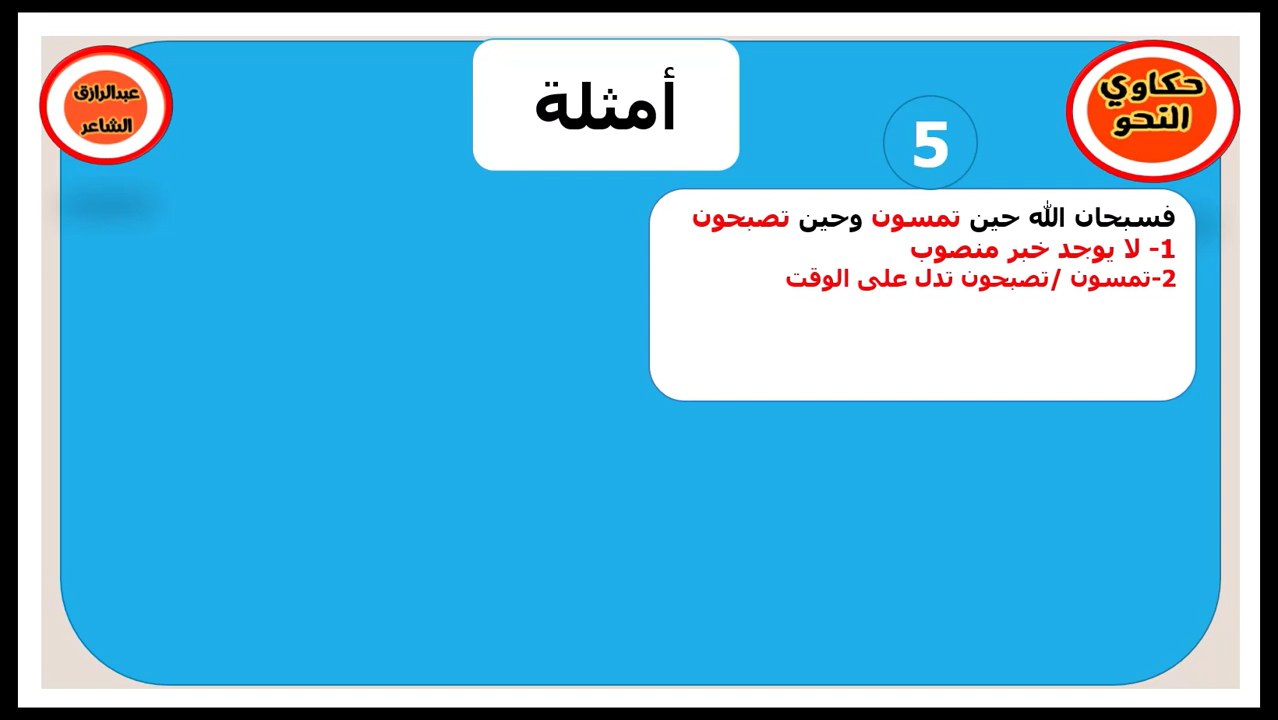 حكاوي
النحو
أمثلة
عبدالرازق
الشاعر
5
فسبحان الله حين تمسون وحين تصبحون
1- لا يوجد خبر منصوب
2-تمسون /تصبحون تدل على الوقت